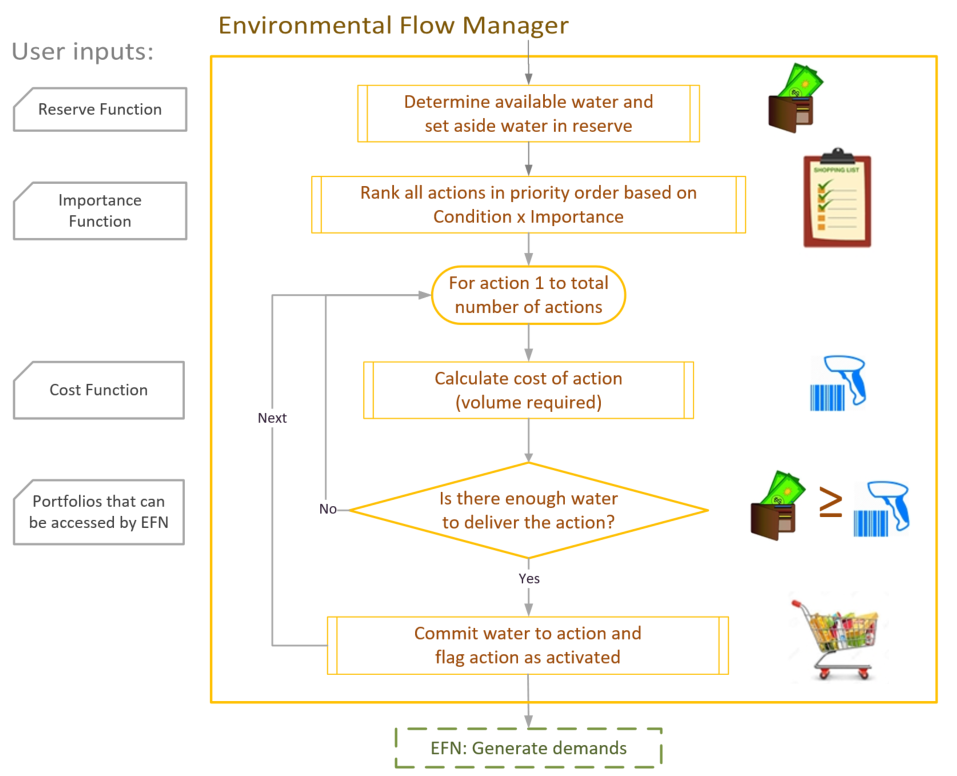 Environmental Flow Manager
User inputs:
Reserve Function
Determine available water and
set aside water in reserve
Importance
Function
Rank all actions in priority order based on
Condition x Importance
SHOPPING LIST
For action 1 to total
number of actions
Cost Function
Calculate cost of action
(volume required)
Next
Portfolios that can
be accessed by EFN
Is there enough water
to deliver the action?
No
≥
Yes
Commit water to action and
flag action as activated
EFN: Generate demands